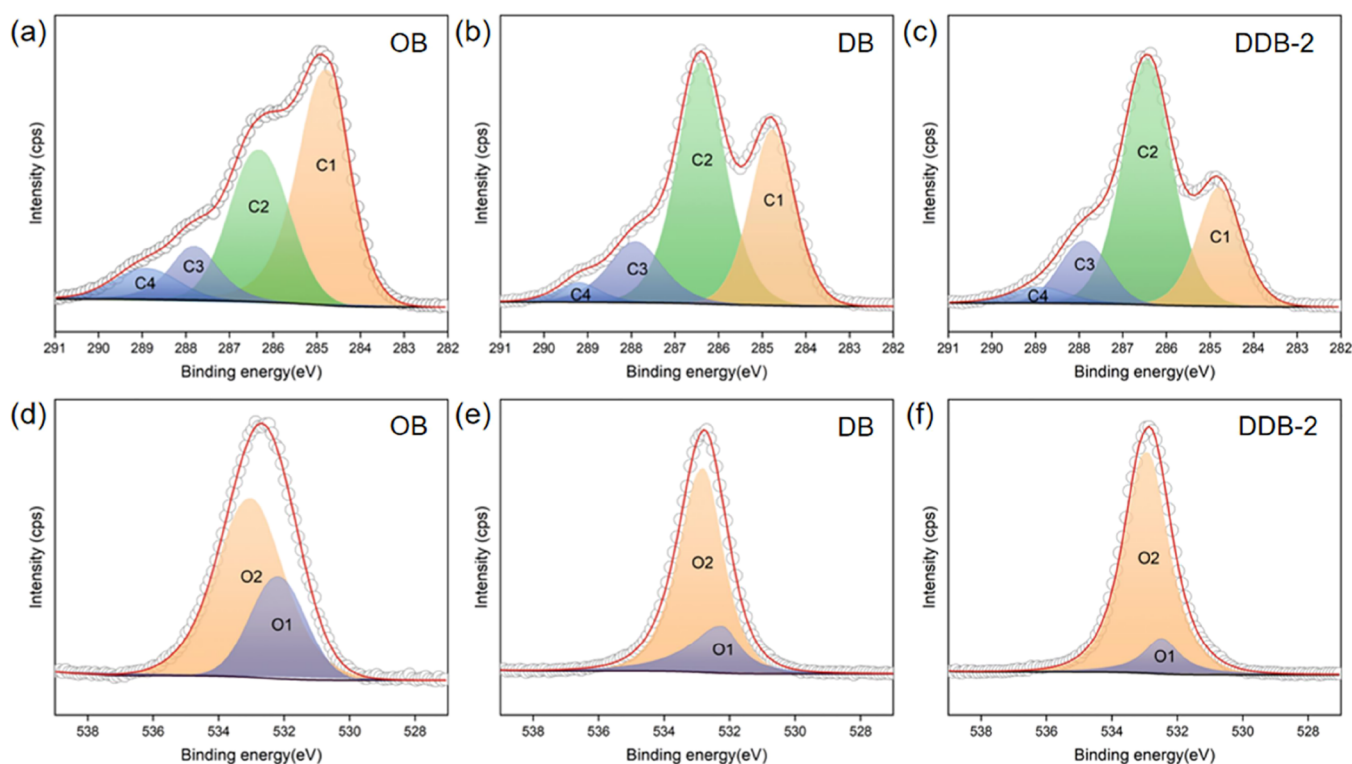 (a) OB
C1
C2
C3
C4
Intensity (cps)
291 290 289 288 287 286 285 284 283 282
Binding energy(eV)
(b) DB
C2
C1
C3
C4
Intensity (cps)
291 290 289 288 287 286 285 284 283 282
Binding energy(eV)
(c) DDB-2
C2
C1
C3
C4
Intensity (cps)
291 290 289 288 287 286 285 284 283 282
Binding energy(eV)
(d) OB
O2
O1
Intensity (cps)
538 536 534 532 530 528
Binding energy(eV)
(e) DB
O2
O1
Intensity (cps)
538 536 534 532 530 528
Binding energy(eV)
(f) DDB-2
O2
O1
Intensity (cps)
538 536 534 532 530 528
Binding energy(eV)